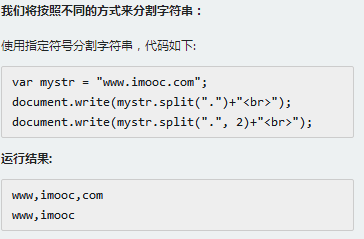 我们将按照不同的方式来分割字符串：
使用指定符号分割字符串，代码如下:
var mystr = "www.imooc.com";
document.write(mystr.split(".")+"<br>");
document.write(mystr.split(".", 2)+"<br>");
运行结果:
www,imooc,com
www,imooc